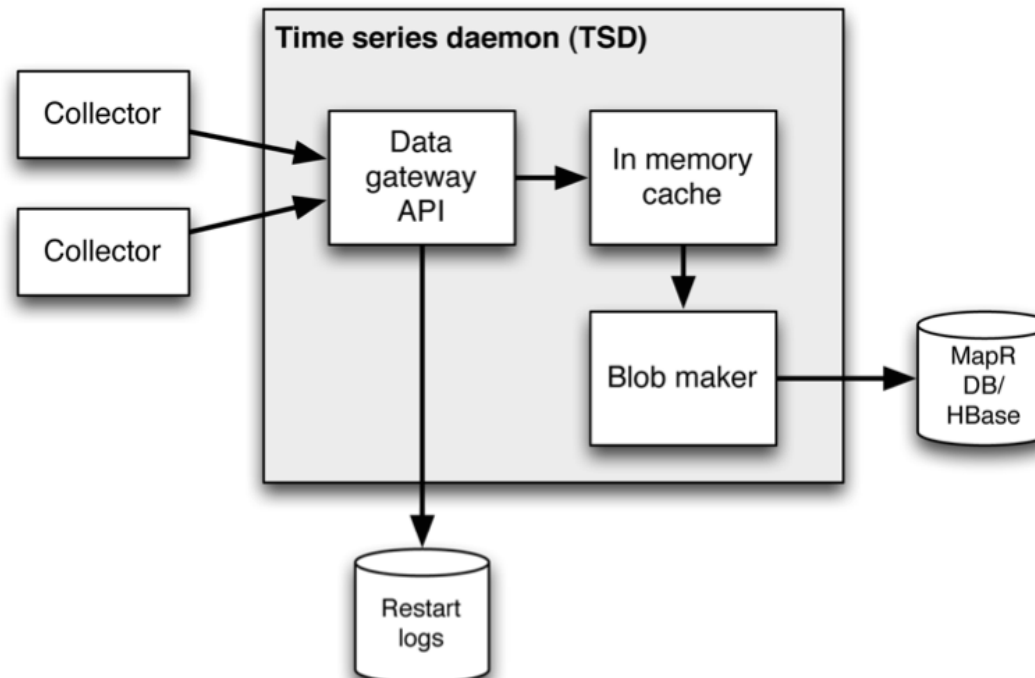 Time series daemon (TSD)
Collector
Collector
Data
gateway
API
In memory
cache
Blob maker
MapR
DB/
HBase
Restart
logs